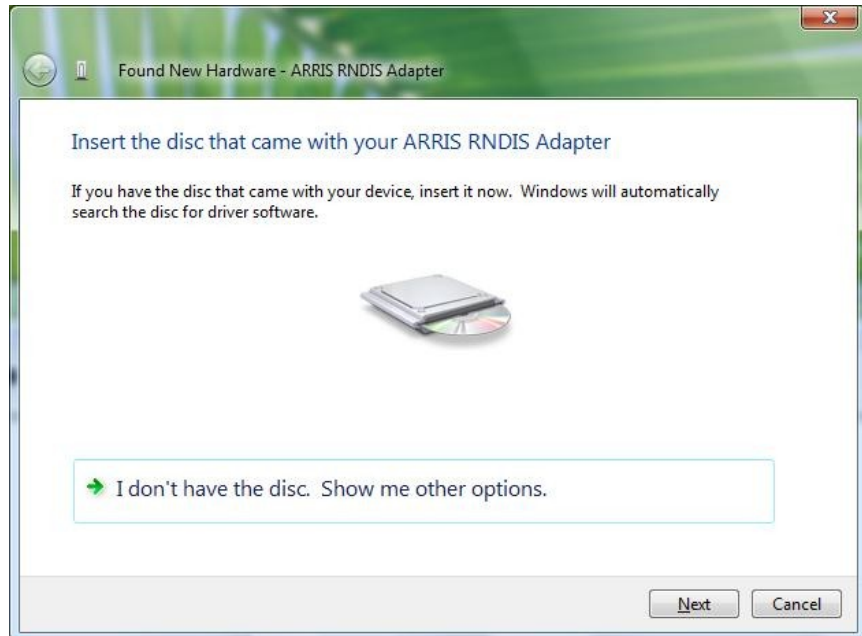 Found New Hardware - ARRIS RNDIS Adapter
Insert the disc that came with your ARRIS RNDIS Adapter
If you have the disc that came with your device, insert it now.  Windows will automatically
search the disc for driver software.
I don't have the disc.  Show me other options.
Next
Cancel